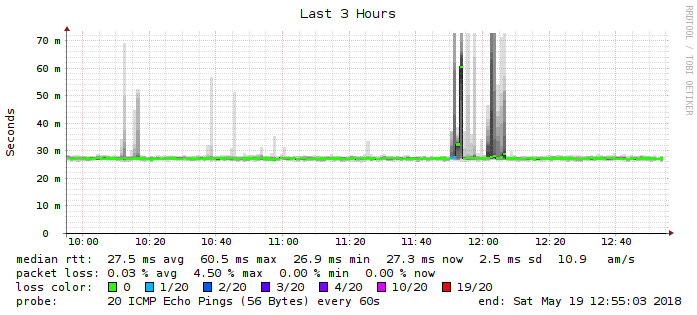 Last 3 Hours
RRDTOOL / TOBI OETIKER
Seconds
70 m
60 m
50 m
40 m
30 m
20 m
10 m
0
10:00 10:20 10:40 11:00 11:20 11:40 12:00 12:20 12:40
median rtt: 27.5 ms avg 60.5 ms max 26.9 ms min 27.3 ms now 2.5 ms sd 10.9 am/s
packet loss: 0.03 % avg 4.50 % max 0.00 % min 0.00 % now
loss color: 0 1/20 2/20 3/20 4/20 10/20 19/20
probe: 20 ICMP Echo Pings (56 Bytes) every 60s end: Sat May 19 12:55:03 2018